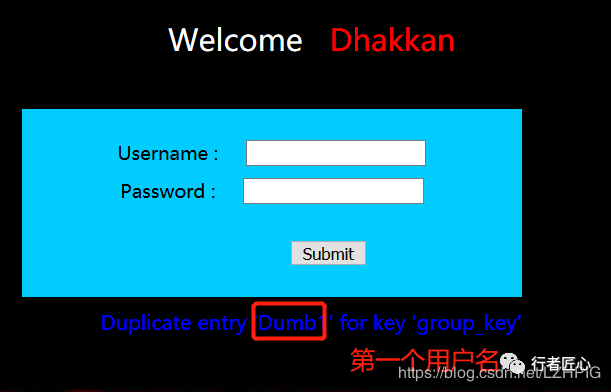 Welcome Dhakkan
Username :
Password :
Submit
Duplicate entry 'Dumb1' for key 'group_key'
第一个用户名
行者匠心
https://blog.csdn.net/LZHPIG